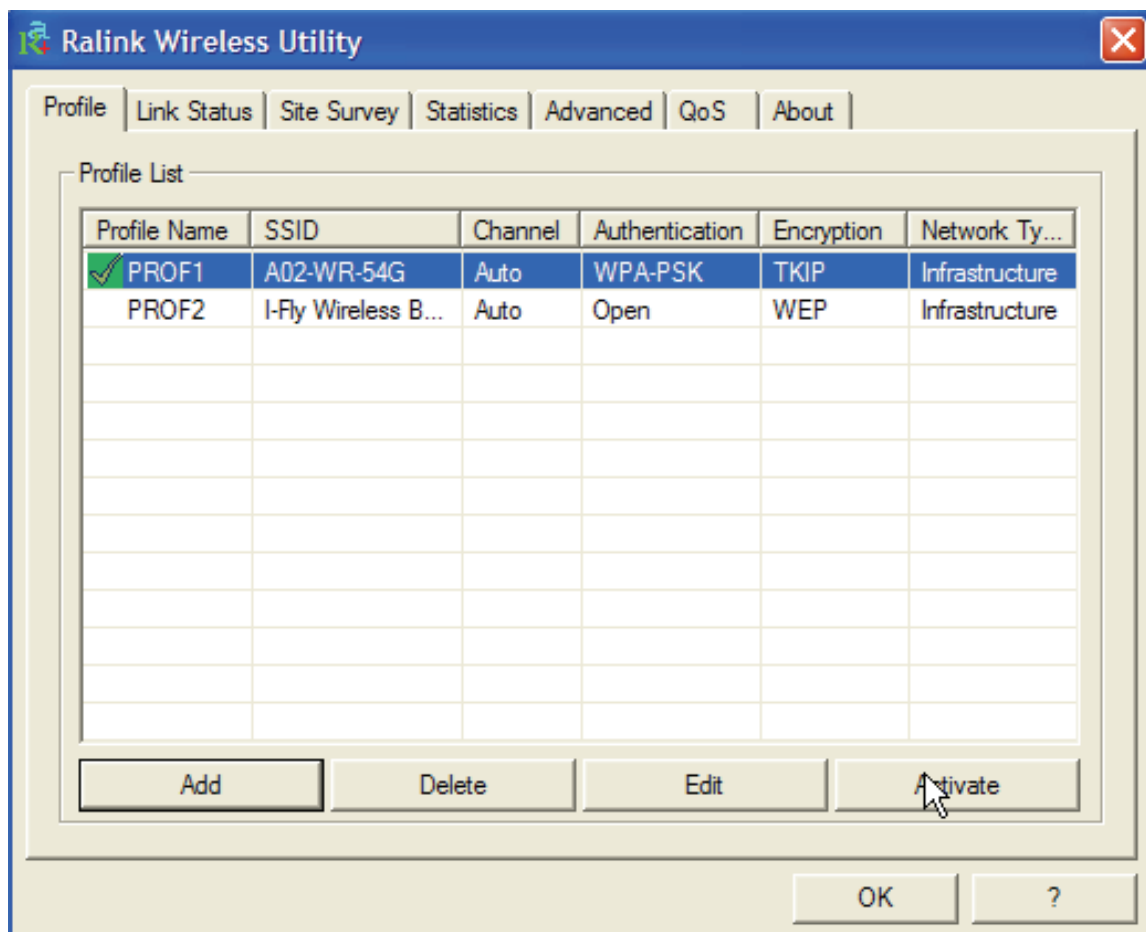 Ralink Wireless Utility
Profile Link Status Site Survey Statistics Advanced QoS About
Profile List
Profile Name SSID Channel Authentication Encryption Network Ty...
PROF1 A02-WR-54G Auto WPA-PSK TKIP Infrastructure
PROF2 I-Fly Wireless B... Auto Open WEP Infrastructure
Add Delete Edit Activate
OK ?